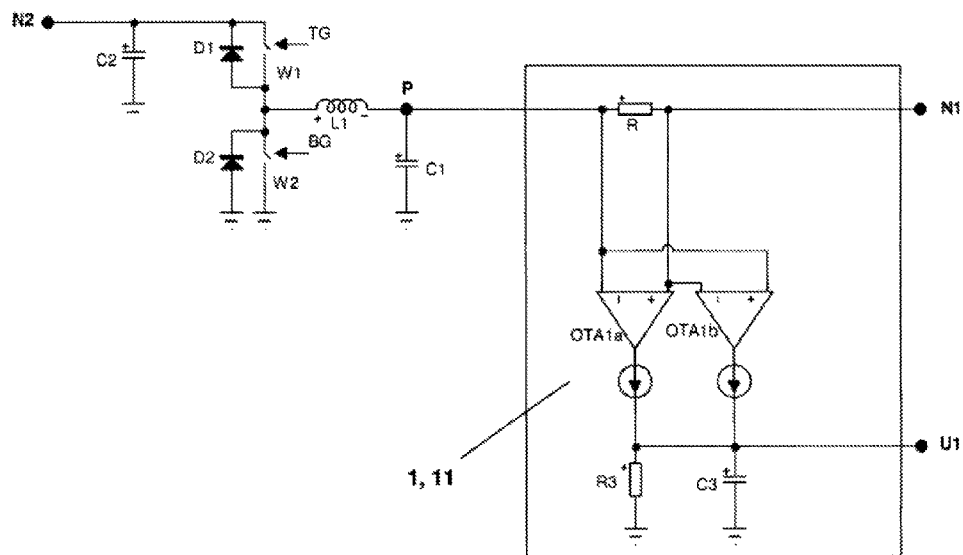 N2
TG
D1
C2
W1
P
N1
L1
R
BG
D2
C1
W2
OTA1a
OTA1b
U1
1, 11
R3
C3